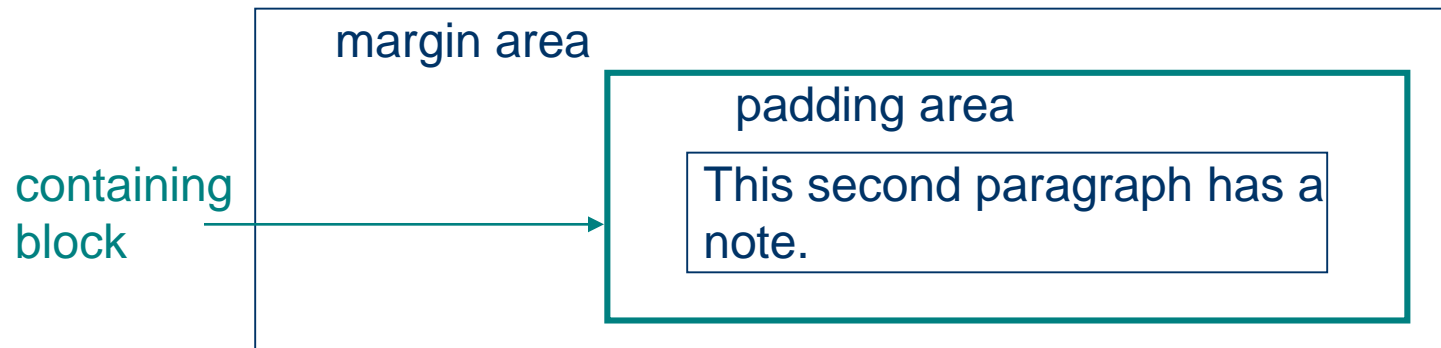 margin area
padding area
containing
block
This second paragraph has a
note.